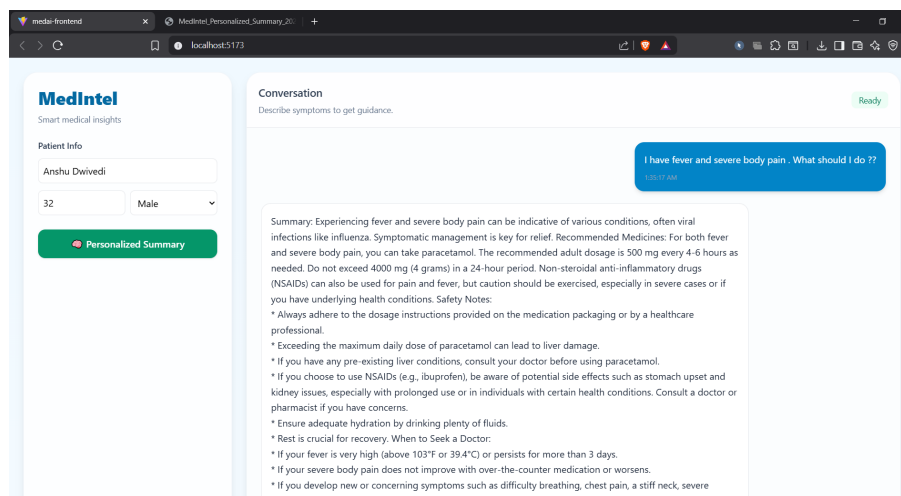 medai-frontend
MedIntel_Personalized_Summary_202
localhost:5173
MedIntel
Smart medical insights
Patient Info
Anshu Dwivedi
32
Male
Personalized Summary
Conversation
Describe symptoms to get guidance.
Ready
I have fever and severe body pain . What should I do ??
1:35:17 AM
Summary: Experiencing fever and severe body pain can be indicative of various conditions, often viral
infections like influenza. Symptomatic management is key for relief. Recommended Medicines: For both fever
and severe body pain, you can take paracetamol. The recommended adult dosage is 500 mg every 4-6 hours as
needed. Do not exceed 4000 mg (4 grams) in a 24-hour period. Non-steroidal anti-inflammatory drugs
(NSAIDs) can also be used for pain and fever, but caution should be exercised, especially in severe cases or if
you have underlying health conditions. Safety Notes:
* Always adhere to the dosage instructions provided on the medication packaging or by a healthcare
professional.
* Exceeding the maximum daily dose of paracetamol can lead to liver damage.
* If you have any pre-existing liver conditions, consult your doctor before using paracetamol.
* If you choose to use NSAIDs (e.g., ibuprofen), be aware of potential side effects such as stomach upset and
kidney issues, especially with prolonged use or in individuals with certain health conditions. Consult a doctor or
pharmacist if you have concerns.
* Ensure adequate hydration by drinking plenty of fluids.
* Rest is crucial for recovery. When to Seek a Doctor:
* If your fever is very high (above 103°F or 39.4°C) or persists for more than 3 days.
* If your severe body pain does not improve with over-the-counter medication or worsens.
* If you develop new or concerning symptoms such as difficulty breathing, chest pain, a stiff neck, severe